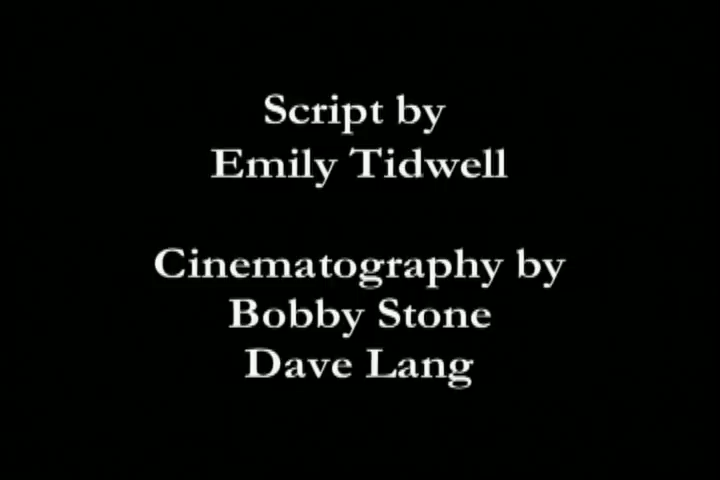 Script by
Emily Tidwell
Cinematography by
Bobby Stone
Dave Lang